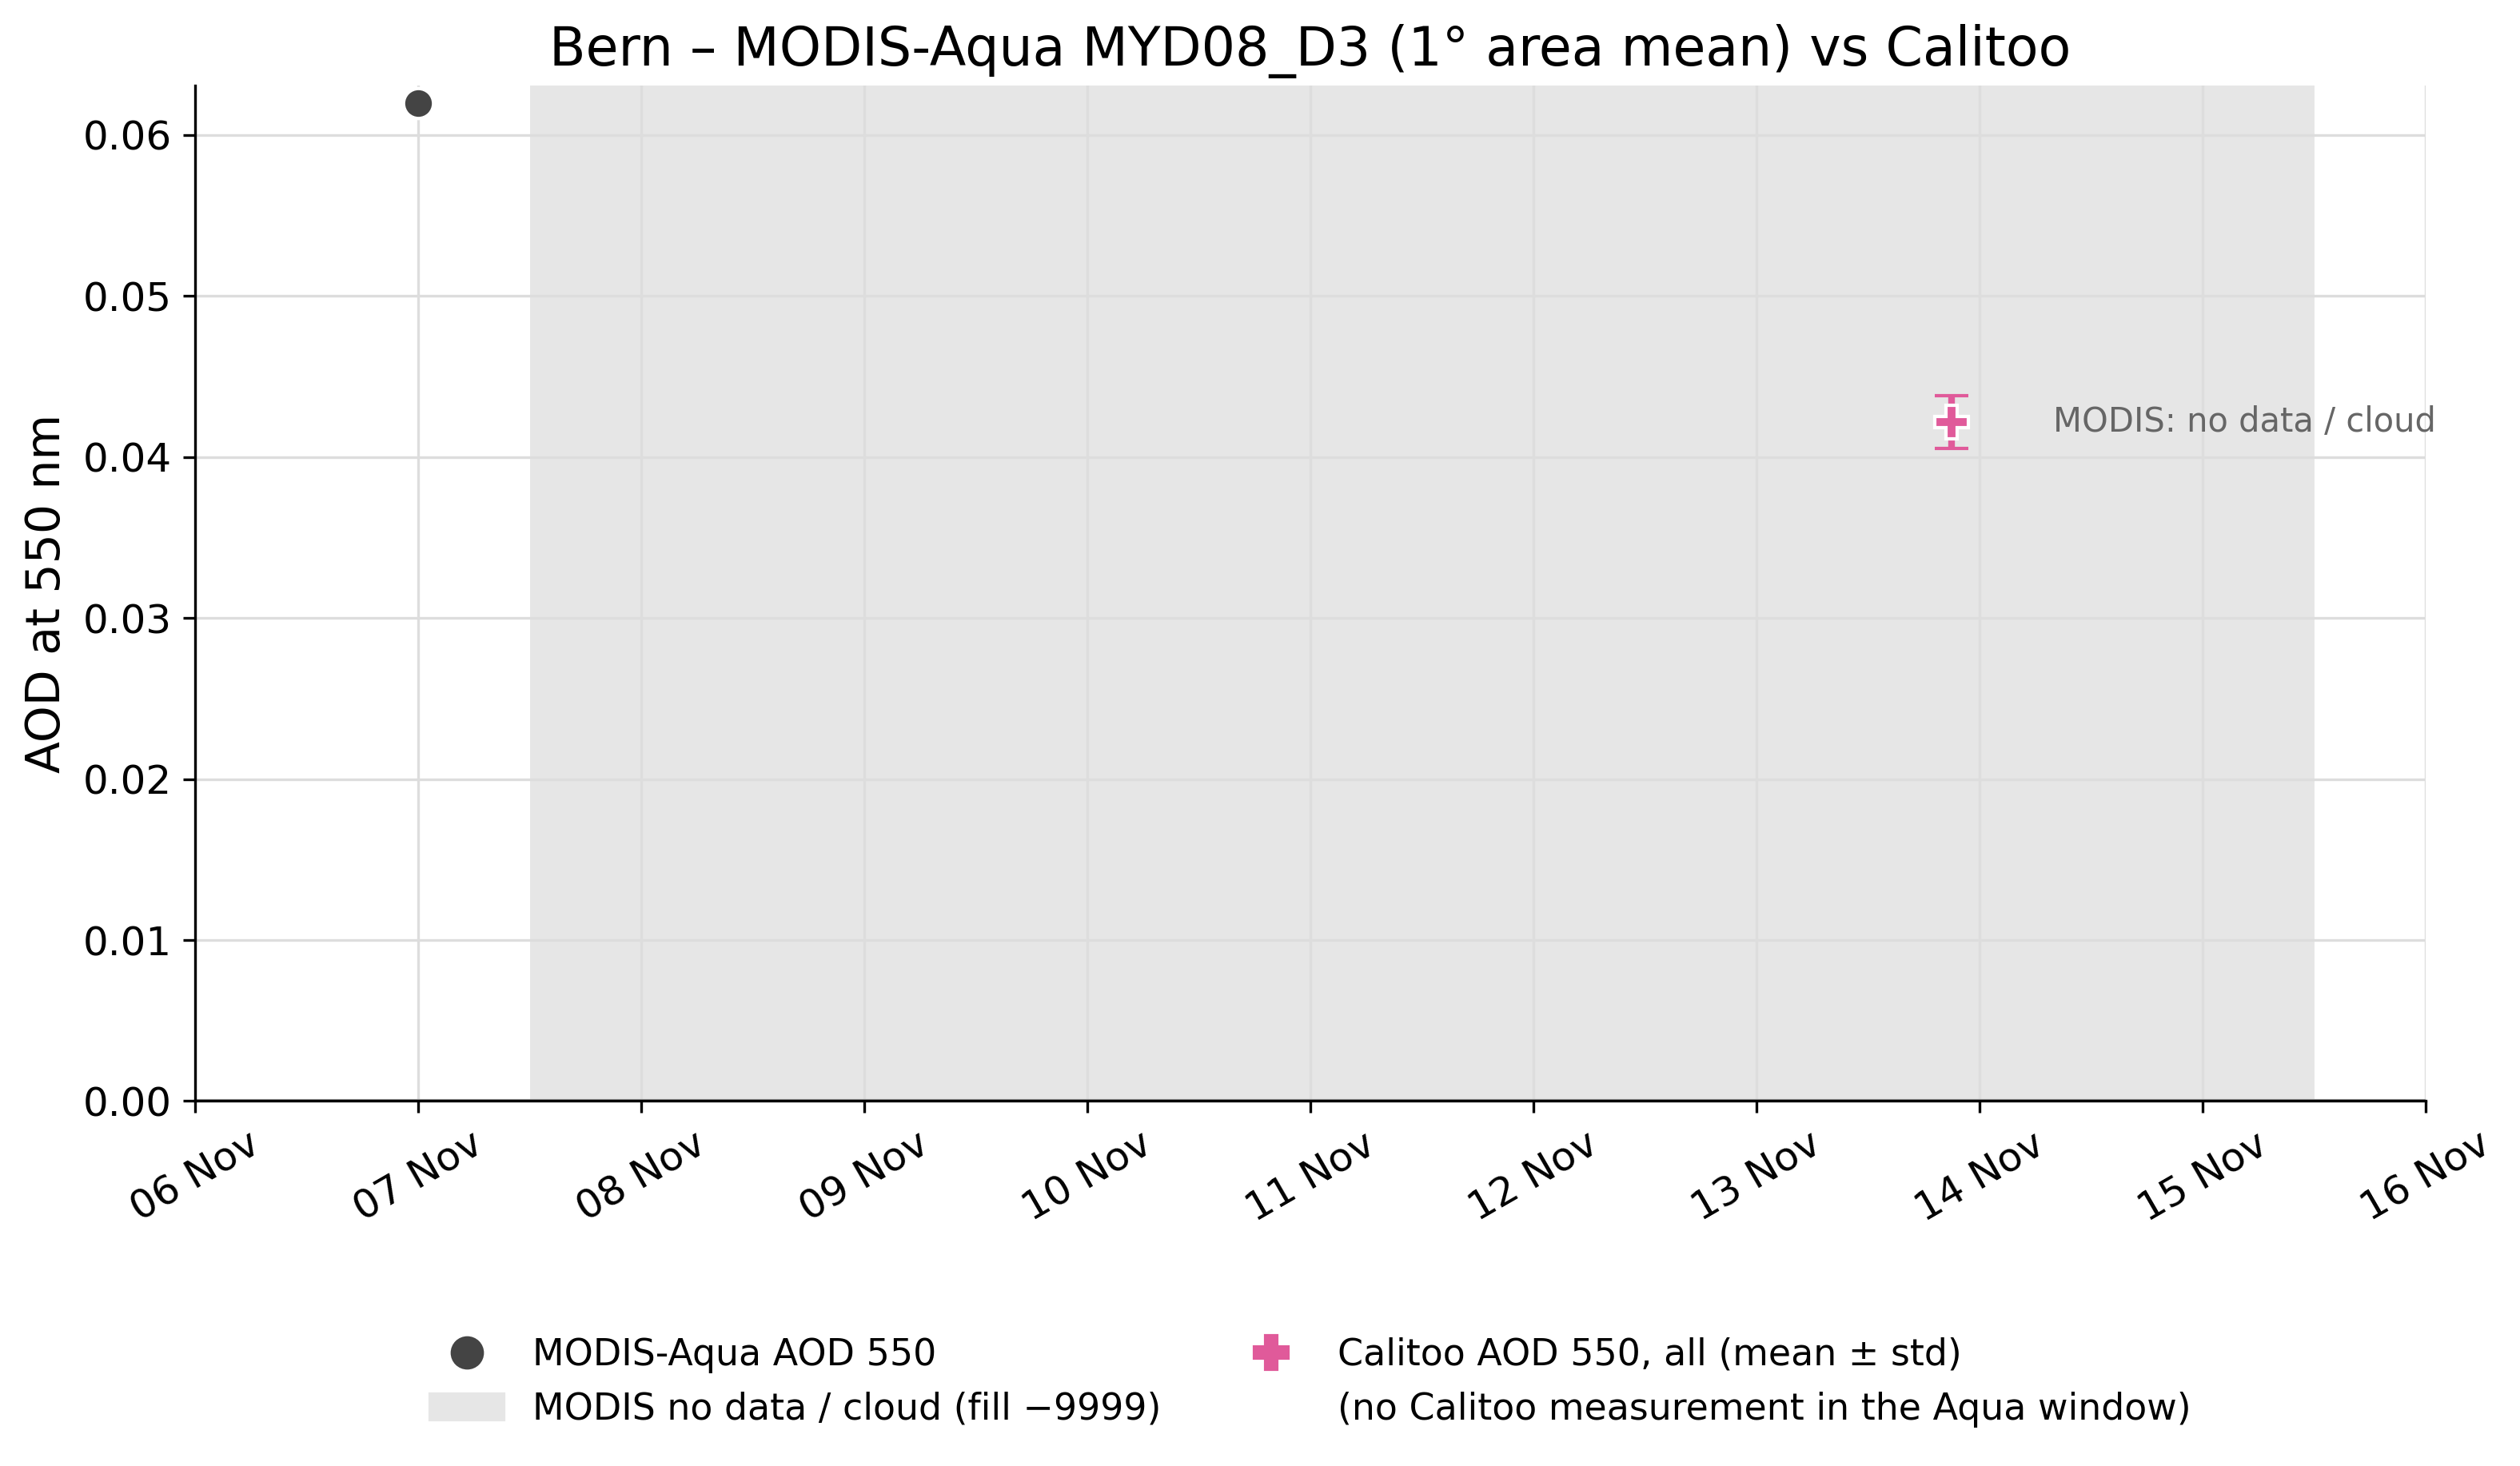 Bern – MODIS-Aqua MYD08_D3 (1° area mean) vs Calitoo
AOD at 550 nm
0.06
0.05
0.04
0.03
0.02
0.01
0.00
MODIS: no data / cloud
06 Nov
07 Nov
08 Nov
09 Nov
10 Nov
11 Nov
12 Nov
13 Nov
14 Nov
15 Nov
16 Nov
MODIS-Aqua AOD 550
MODIS no data / cloud (fill −9999)
Calitoo AOD 550, all (mean ± std)
(no Calitoo measurement in the Aqua window)